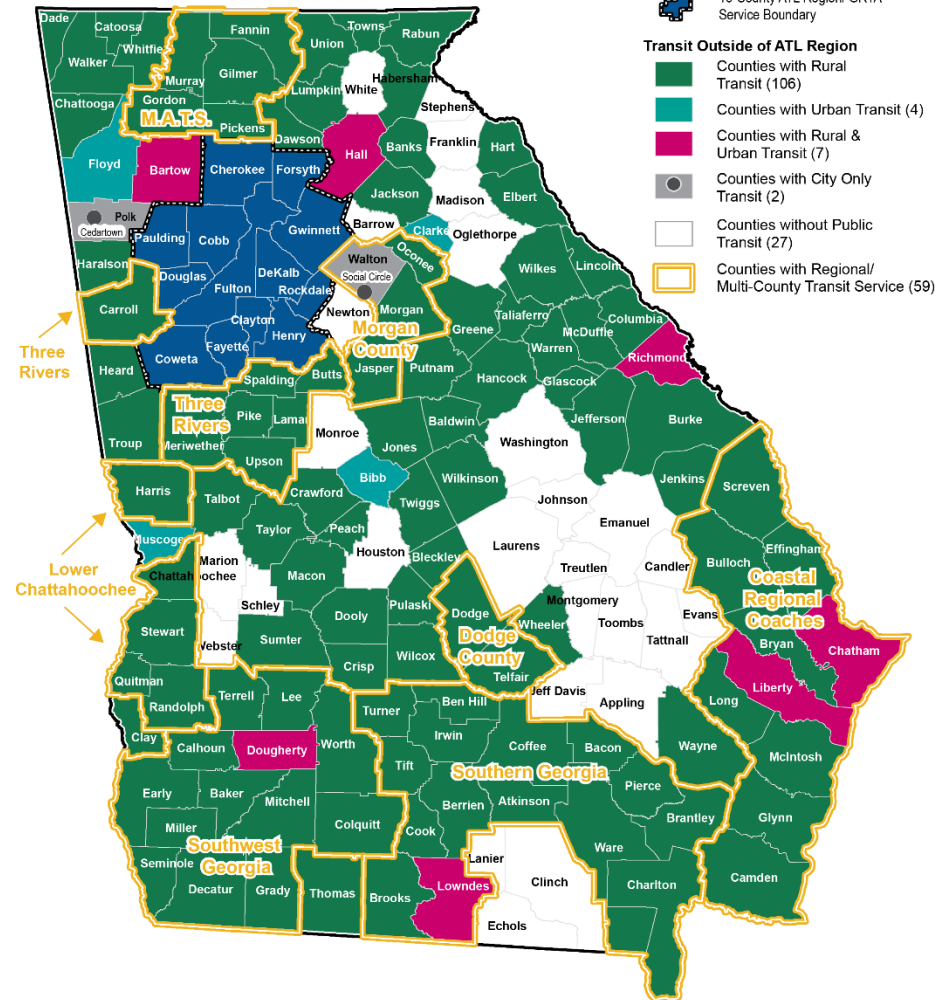 Service Boundary
Transit Outside of ATL Region
Counties with Rural
Transit (106)
Counties with Urban Transit (4)
Counties with Rural &
Urban Transit (7)
Counties with City Only
Transit (2)
Counties without Public
Transit (27)
Counties with Regional/
Multi-County Transit Service (59)
Dade
Catoosa
Whitfie
Walker
Fannin
Union
Towns
Rabun
Murray
Gilmer
Lumpkin
White
Habersham
Stephens
Chattooga
Gordon
M.A.T.S.
Pickens
Dawson
Hall
Banks
Franklin
Hart
Floyd
Bartow
Cherokee
Forsyth
Jackson
Madison
Elbert
Polk
Cedartown
Paulding
Cobb
Gwinnett
Barrow
Clarke
Oglethorpe
Oconee
Walton
Social Circle
Haralson
Douglas
DeKalb
Fulton
Rockdale
Wilkes
Lincoln
Carroll
Newton
Morgan
Morgan
County
Greene
Taliaferro
McDuffie
Columbia
Clayton
Henry
Fayette
Coweta
Warren
Richmond
Three
Rivers
Heard
Spalding
Butts
Jasper
Putnam
Hancock
Glascock
Three
Rivers
Pike
Lamar
Meriwether
Upson
Troup
Monroe
Jones
Baldwin
Washington
Jefferson
Burke
Bibb
Wilkinson
Jenkins
Screven
Harris
Talbot
Crawford
Twiggs
Johnson
Emanuel
Taylor
Peach
Houston
Bleckley
Laurens
Treutlen
Candler
Bulloch
Effingham
Muscoge
Marion
Chattahoochee
Macon
Lower
Chattahoochee
Schley
Dooly
Pulaski
Dodge
Dodge
County
Wheeler
Montgomery
Toombs
Evans
Tattnall
Coastal
Regional
Coaches
Bryan
Chatham
Stewart
Webster
Sumter
Crisp
Wilcox
Telfair
Jeff Davis
Appling
Liberty
Long
Quitman
Randolph
Terrell
Lee
Turner
Ben Hill
Irwin
Coffee
Bacon
Wayne
McIntosh
Clay
Calhoun
Dougherty
Worth
Tift
Southern Georgia
Pierce
Early
Baker
Mitchell
Berrien
Atkinson
Brantley
Glynn
Miller
Colquitt
Cook
Ware
Southwest
Georgia
Seminole
Decatur
Grady
Thomas
Brooks
Lowndes
Lanier
Clinch
Echols
Charlton
Camden